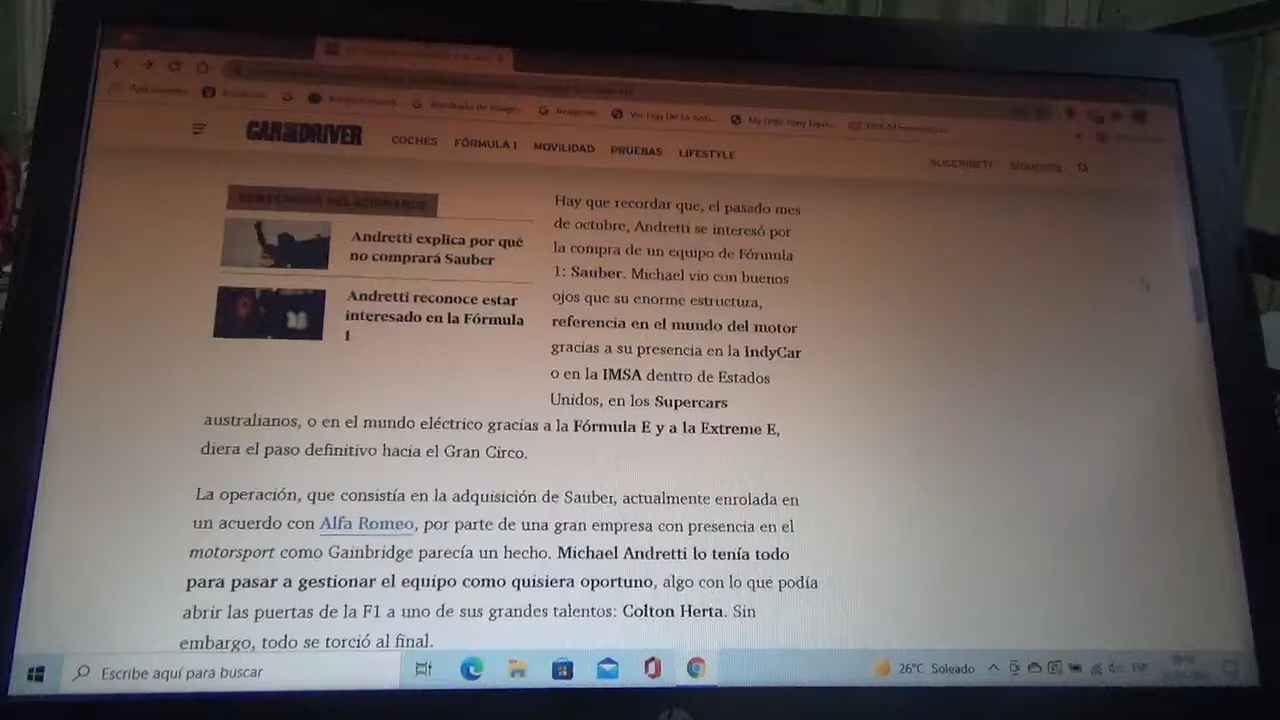 CAR AND DRIVER
COCHES FÓRMULA 1 MOVILIDAD PRUEBAS LIFESTYLE
SUSCRÍBETE SÍGUENOS
CONTENIDOS RELACIONADOS
Andretti explica por qué
no comprará Sauber
Andretti reconoce estar
interesado en la Fórmula
1
Hay que recordar que, el pasado mes
de octubre, Andretti se interesó por
la compra de un equipo de Fórmula
1: Sauber. Michael vio con buenos
ojos que su enorme estructura,
referencia en el mundo del motor
gracias a su presencia en la IndyCar
o en la IMSA dentro de Estados
Unidos, en los Supercars
australianos, o en el mundo eléctrico gracias a la Fórmula E y a la Extreme E,
diera el paso definitivo hacia el Gran Circo.
La operación, que consistía en la adquisición de Sauber, actualmente enrolada en
un acuerdo con Alfa Romeo, por parte de una gran empresa con presencia en el
motorsport como Gainbridge parecía un hecho. Michael Andretti lo tenía todo
para pasar a gestionar el equipo como quisiera oportuno, algo con lo que podía
abrir las puertas de la F1 a uno de sus grandes talentos: Colton Herta. Sin
embargo, todo se torció al final.
Escribe aquí para buscar
26°C Soleado
ESP